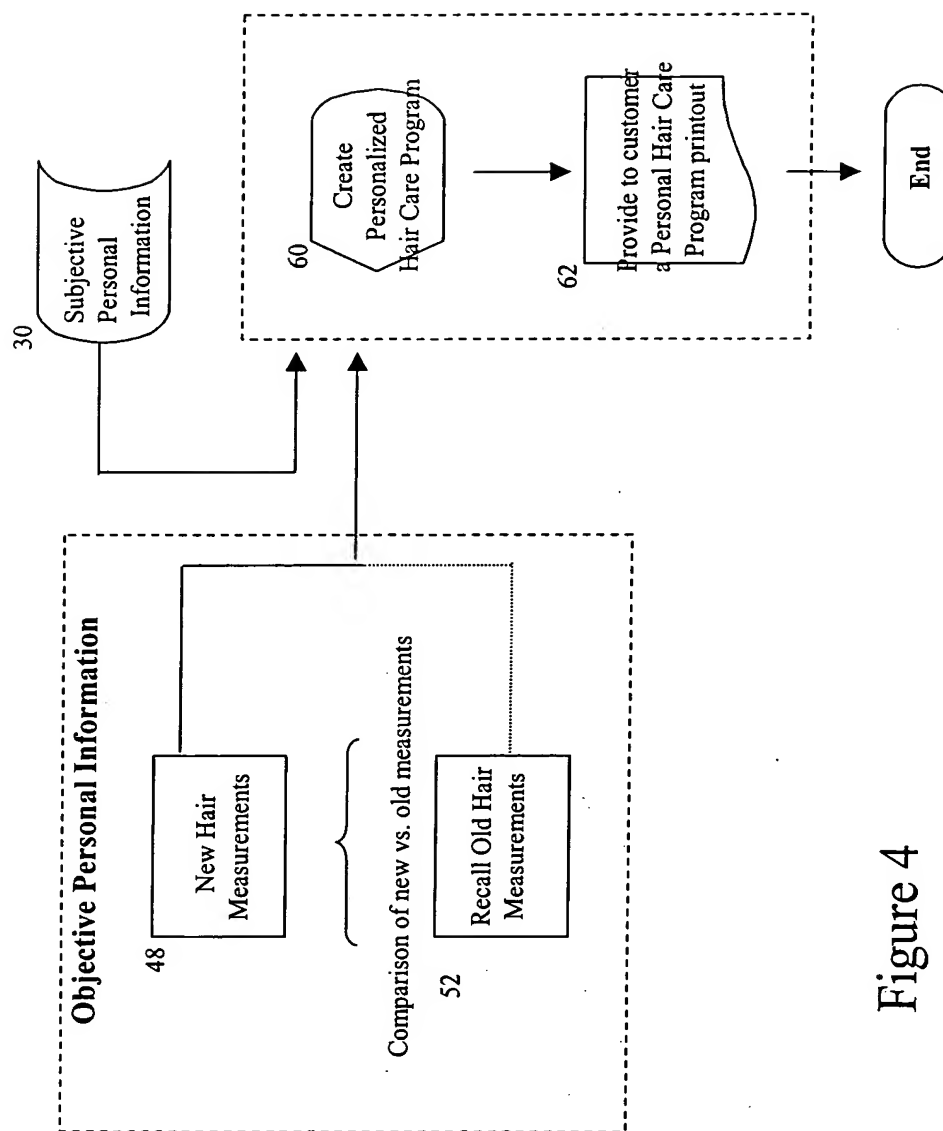 30
Subjective
Personal
Information
Objective Personal Information
48
New Hair
Measurements
Comparison of new vs. old measurements
52
Recall Old Hair
Measurements
60
Create
Personalized
Hair Care Program
62
Provide to customer
a Personal Hair Care
Program printout
End
Figure 4